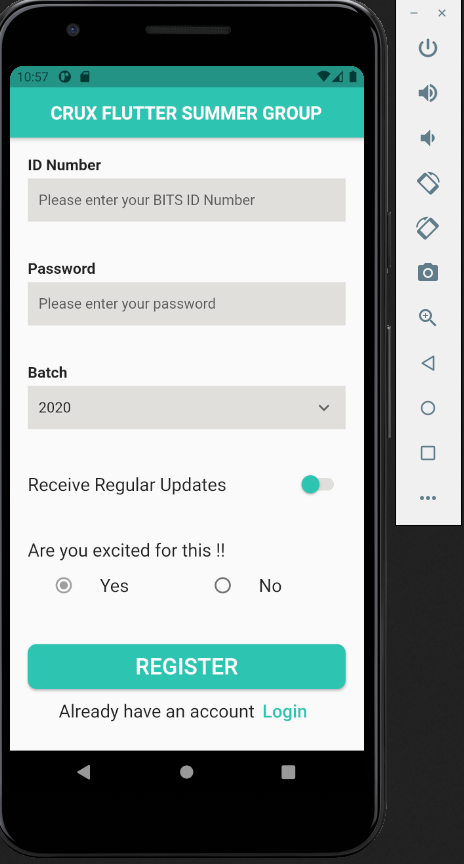 10:57
CRUX FLUTTER SUMMER GROUP
ID Number
Please enter your BITS ID Number
Password
Please enter your password
Batch
2020
Receive Regular Updates
Are you excited for this !!
Yes No
REGISTER
Already have an account Login